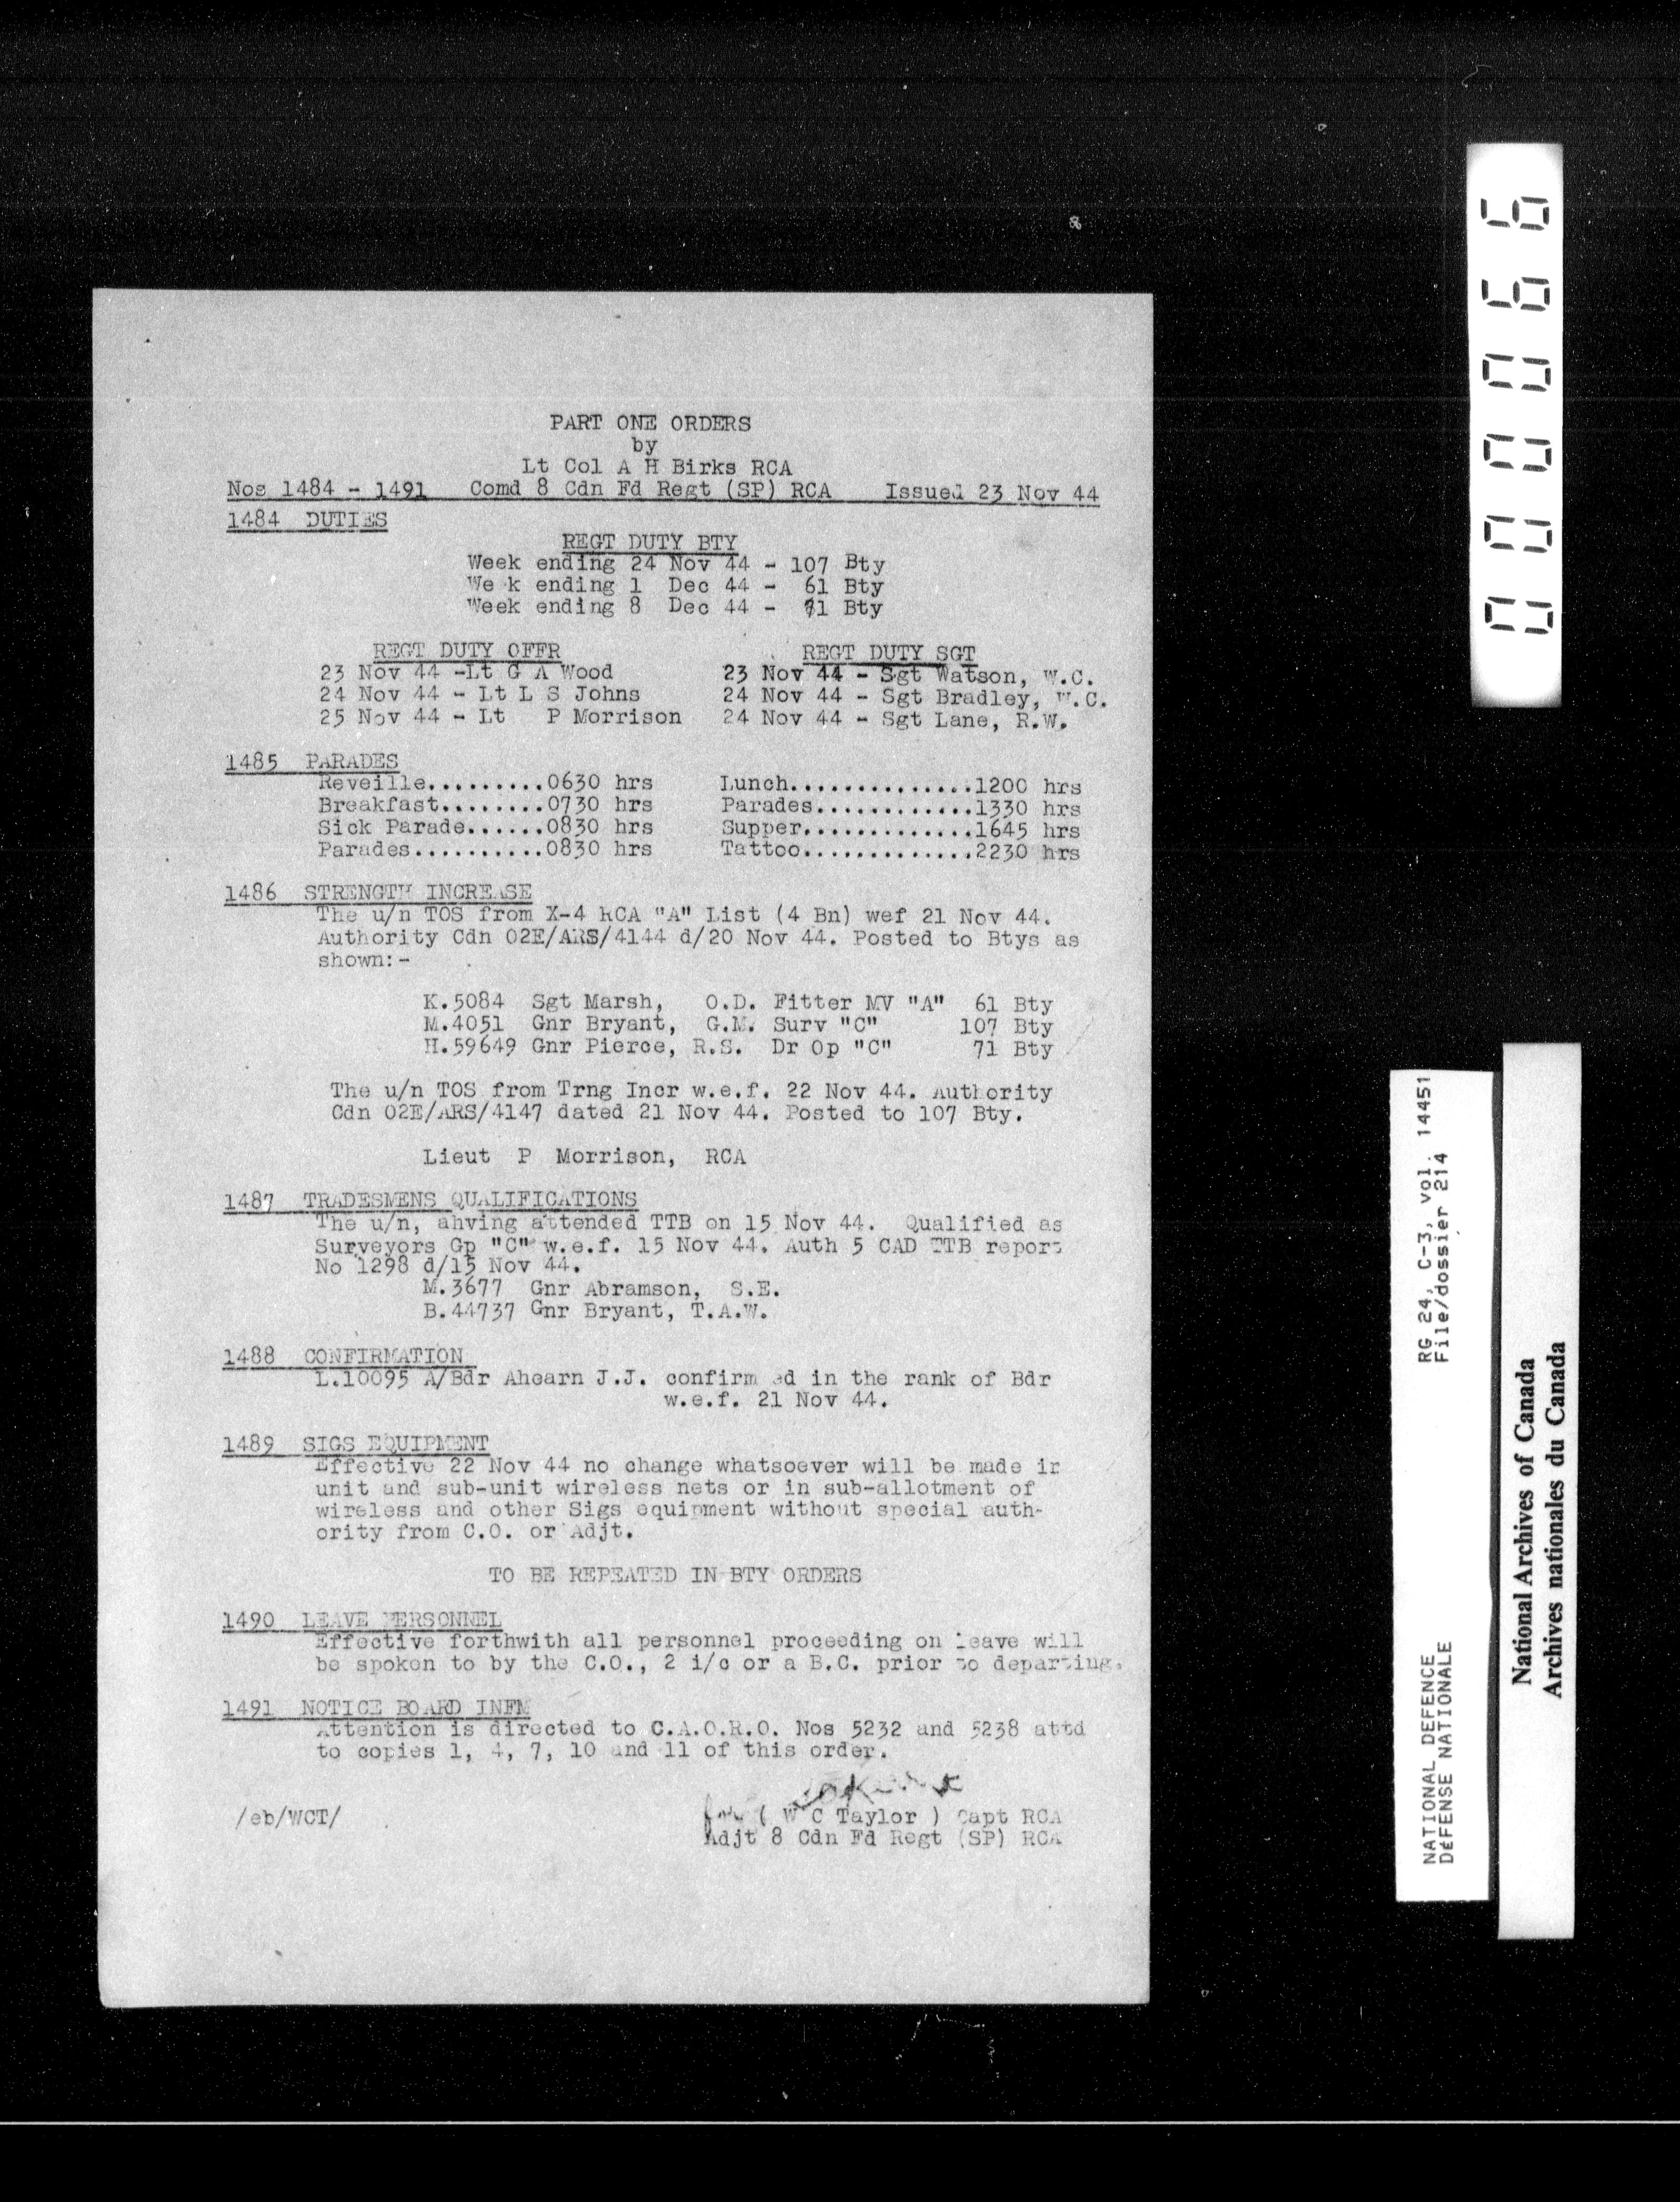 PART ONE ORDERS
by
Lt Col A H Birks RCA
Nos 1484 - 1491 Comd 8 Cdn Fd Regt (SP) RCA Issued 23 Nov 44
1484 DUTIES
REGT DUTY BTY
Week ending 24 Nov 44 - 107 Bty
We k ending 1 Dec 44 - 61 Bty
Week ending 8 Dec 44 - 71 Bty
REGT DUTY OFFR
23 Nov 44 -Lt G A Wood
24 Nov 44 - Lt L S Johns
25 Nov 44 - Lt P Morrison
REGT DUTY SGT
23 Nov 44 - Sgt Watson, W.C.
24 Nov 44 - Sgt Bradley, W.C.
24 Nov 44 - Sgt Lane, R.W.
1485 PARADES
Reveille.........0630 hrs Lunch..............1200 hrs
Breakfast........0730 hrs Parades............1330 hrs
Sick Parade......0830 hrs Supper.............1645 hrs
Parades..........0830 hrs Tattoo.............2230 hrs
1486 STRENGTH INCREASE
The u/n TOS from X-4 RCA "A" List (4 Bn) wef 21 Nov 44.
Authority Cdn 02E/ARS/4144 d/20 Nov 44. Posted to Btys as
shown:-
K.5084 Sgt Marsh, O.D. Fitter MV "A" 61 Bty
M.4051 Gnr Bryant, G.M. Surv "C" 107 Bty
H.59649 Gnr Pierce, R.S. Dr Op "C" 71 Bty
The u/n TOS from Trng Incr w.e.f. 22 Nov 44. Authority
Cdn 02E/ARS/4147 dated 21 Nov 44. Posted to 107 Bty.
Lieut P Morrison, RCA
1487 TRADESMENS QUALIFICATIONS
The u/n, ahving attended TTB on 15 Nov 44. Qualified as
Surveyors Gp "C" w.e.f. 15 Nov 44. Auth 5 CAD TTB report
No 1298 d/15 Nov 44.
M.3677 Gnr Abramson, S.E.
B.44737 Gnr Bryant, T.A.W.
1488 CONFIRMATION
L.10095 A/Bdr Ahearn J.J. confirm ed in the rank of Bdr
w.e.f. 21 Nov 44.
1489 SIGS EQUIPMENT
Effective 22 Nov 44 no change whatsoever will be made in
unit and sub-unit wireless nets or in sub-allotment of
wireless and other Sigs equipment without special auth-
ority from C.O. or Adjt.
TO BE REPEATED IN BTY ORDERS
1490 LEAVE PERSONNEL
Effective forthwith all personnel proceeding on leave will
be spoken to by the C.O., 2 i/c or a B.C. prior to departing.
1491 NOTICE BOARD INFM
Attention is directed to C.A.O.R.O. Nos 5232 and 5238 attd
to copies 1, 4, 7, 10 and 11 of this order.
/eb/WCT/
for ( W C Taylor ) Capt RCA
Adjt 8 Cdn Fd Regt (SP) RCA
000066
RG 24, C-3, vol. 14451
File/dossier 214
NATIONAL DEFENCE
DÉFENSE NATIONALE
National Archives of Canada
Archives nationales du Canada